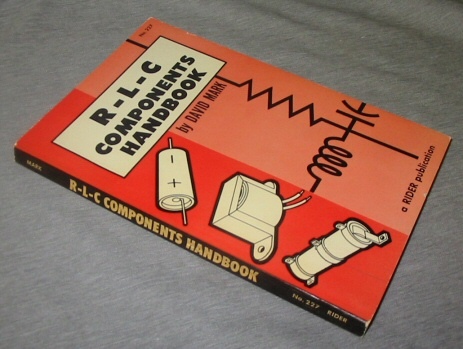 No. 227
R-L-C
COMPONENTS
HANDBOOK
by DAVID MARK
a RIDER publication
MARK
R-L-C COMPONENTS HANDBOOK
No. 227 RIDER